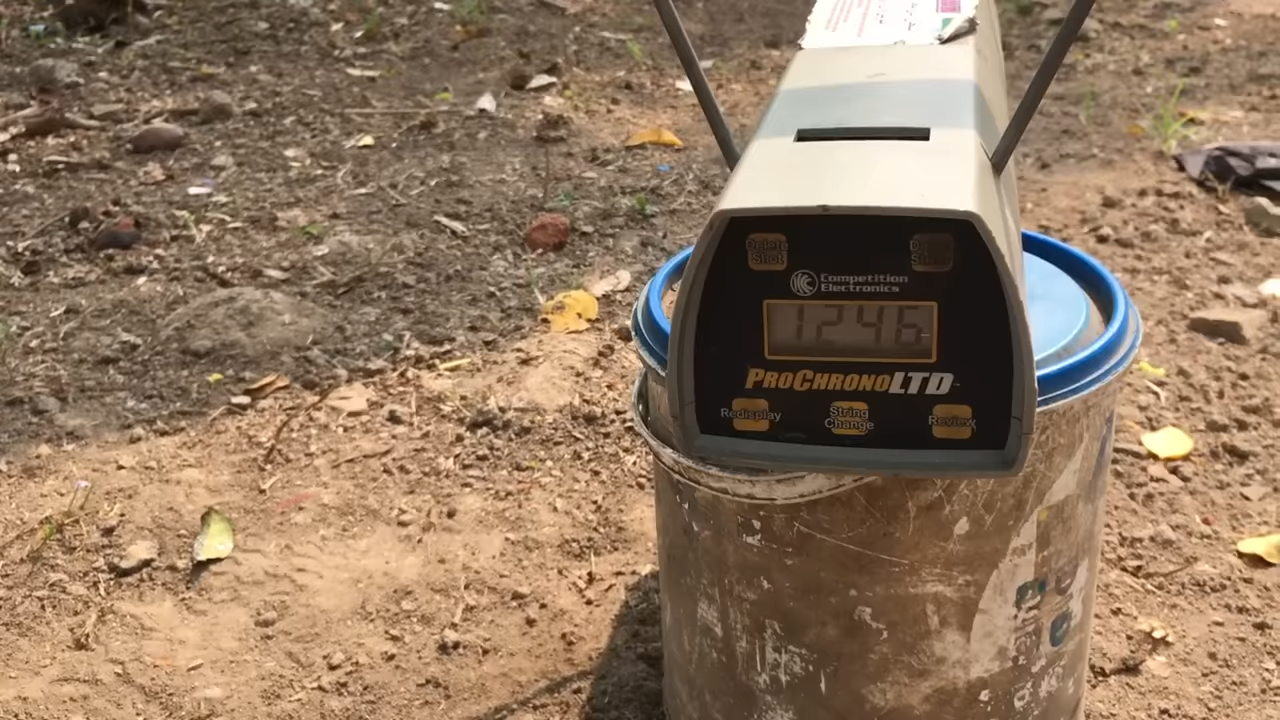 Delete
Shot
Competition
Electronics
1246
PROCHRONOLTD
Redisplay
String
Change
Review